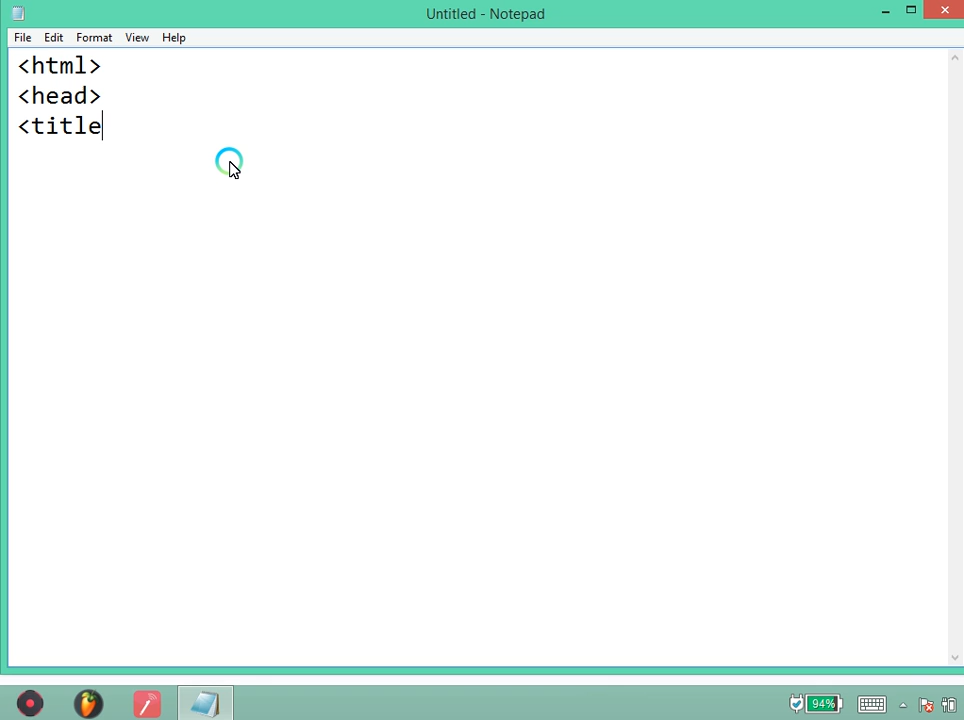 Untitled - Notepad
File Edit Format View Help
<html>
<head>
<title
94%